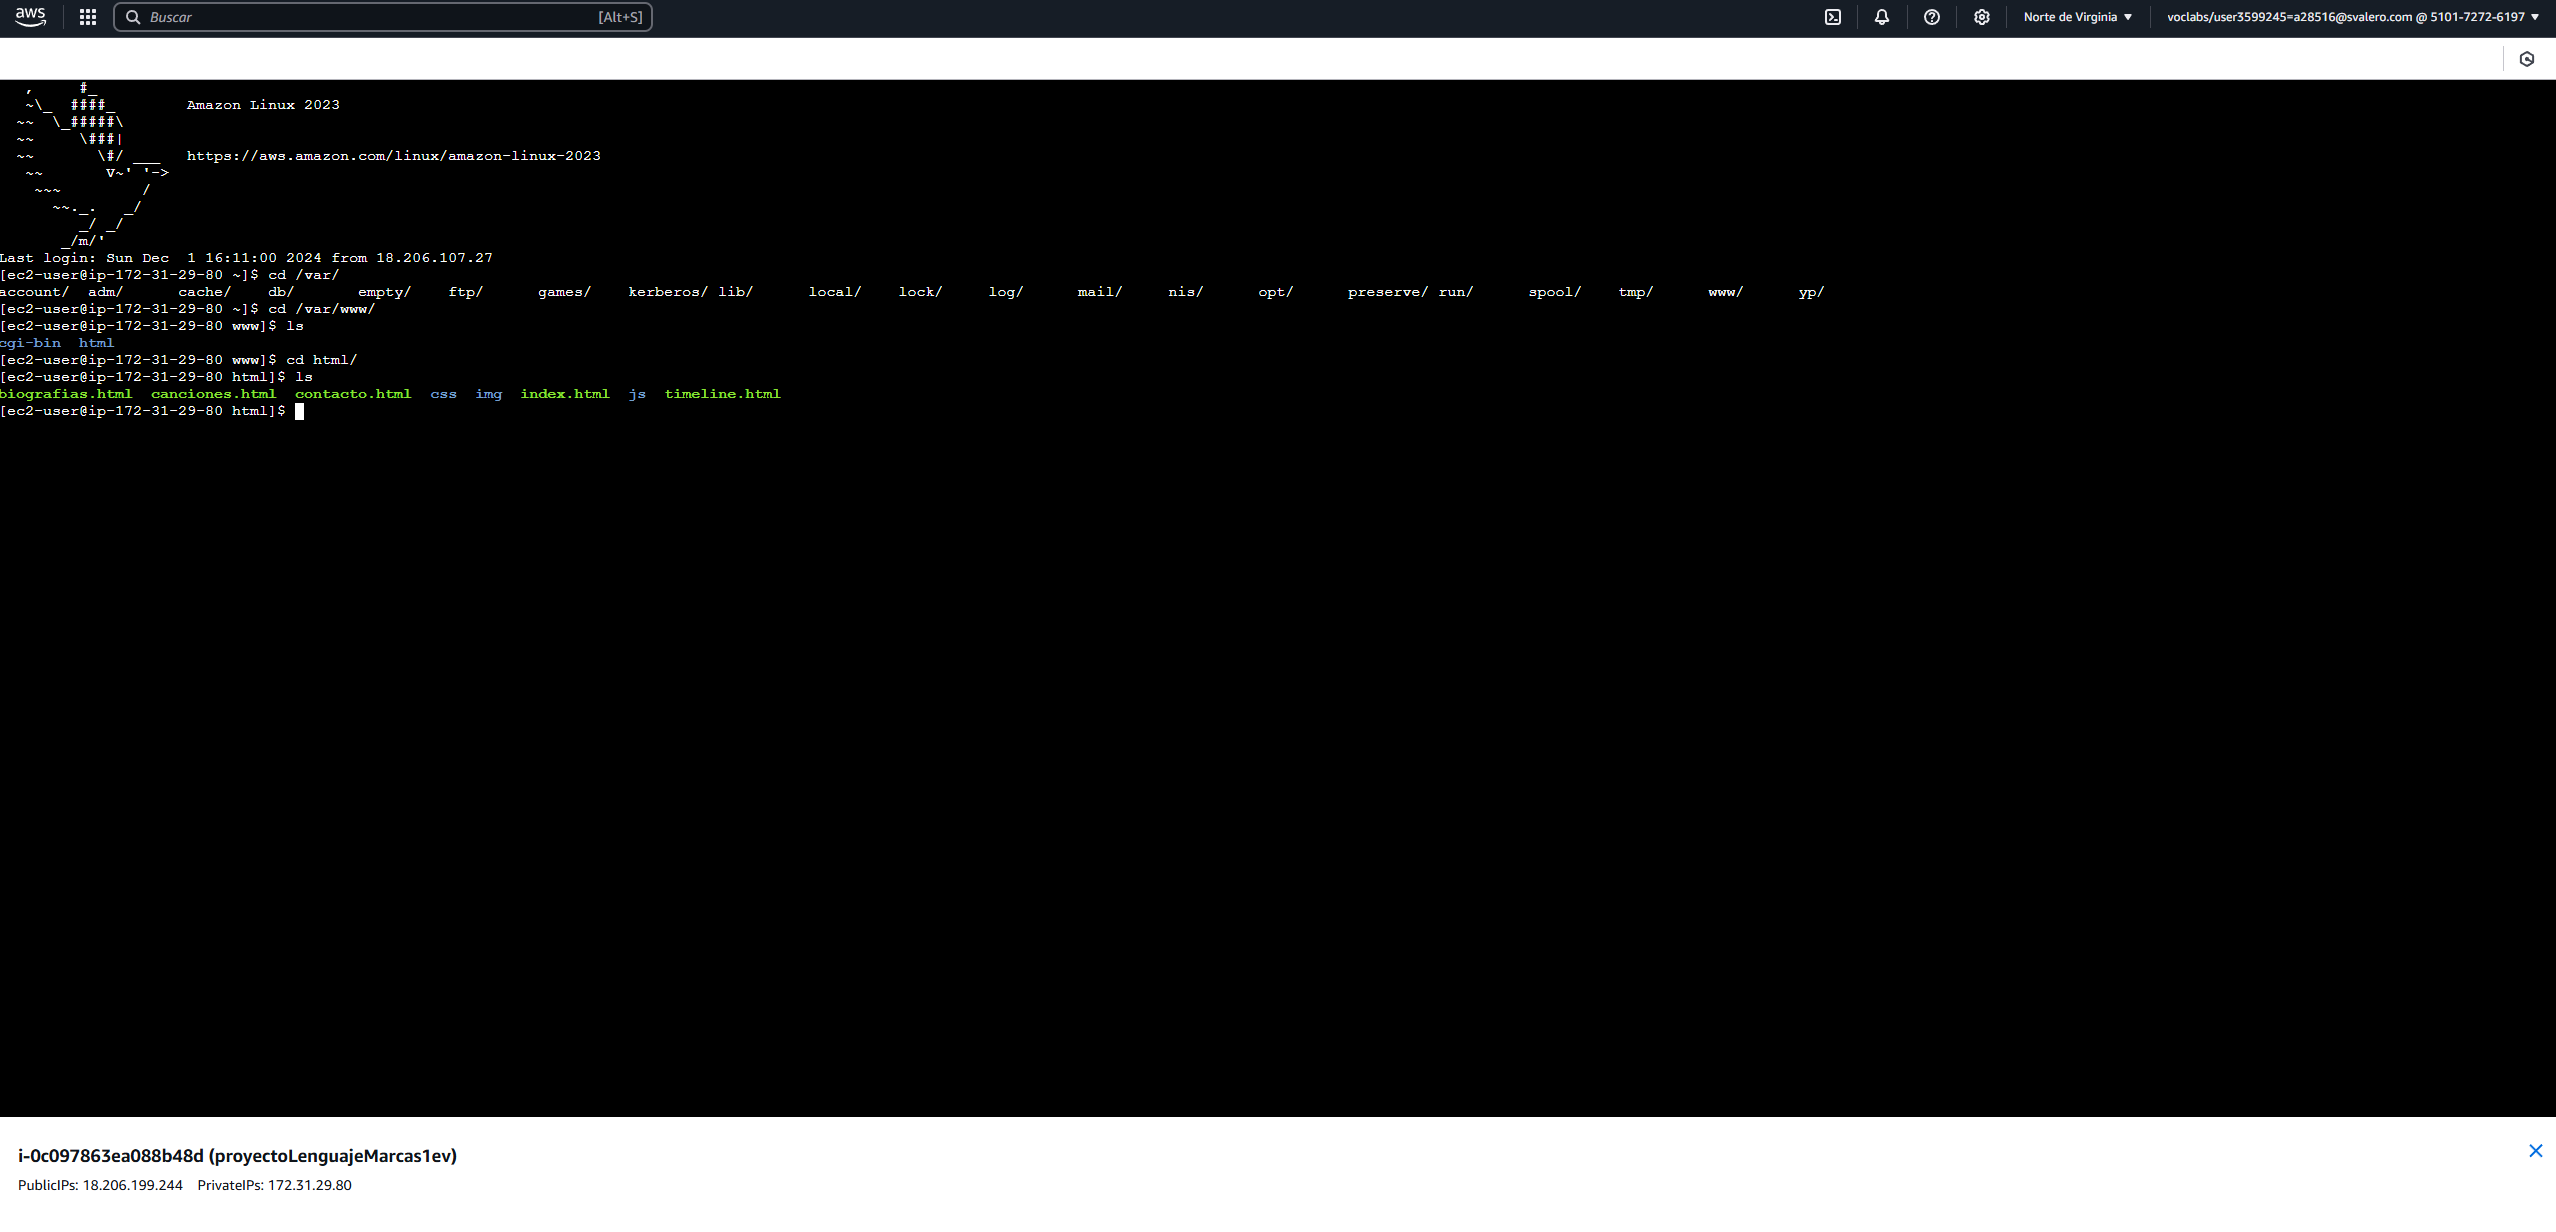 aws
Buscar [Alt+S]
Norte de Virginia
voclabs/user3599245=a28516@svalero.com @ 5101-7272-6197
   ,     #_
   ~\_  ####_        Amazon Linux 2023
  ~~  \_#####\
  ~~     \###|
  ~~       \#/ ___   https://aws.amazon.com/linux/amazon-linux-2023
   ~~       V~' '->
    ~~~         /
      ~~._.   _/
         _/ _/
       _/m/'
Last login: Sun Dec  1 16:11:00 2024 from 18.206.107.27
[ec2-user@ip-172-31-29-80 ~]$ cd /var/
account/  adm/      cache/    db/       empty/    ftp/      games/    kerberos/ lib/      local/    lock/     log/      mail/     nis/      opt/      preserve/ run/      spool/    tmp/      www/      yp/
[ec2-user@ip-172-31-29-80 ~]$ cd /var/www/
[ec2-user@ip-172-31-29-80 www]$ ls
cgi-bin  html
[ec2-user@ip-172-31-29-80 www]$ cd html/
[ec2-user@ip-172-31-29-80 html]$ ls
biografias.html  canciones.html  contacto.html  css  img  index.html  js  timeline.html
[ec2-user@ip-172-31-29-80 html]$
i-0c097863ea088b48d (proyectoLenguajeMarcas1ev)
PublicIPs: 18.206.199.244    PrivateIPs: 172.31.29.80